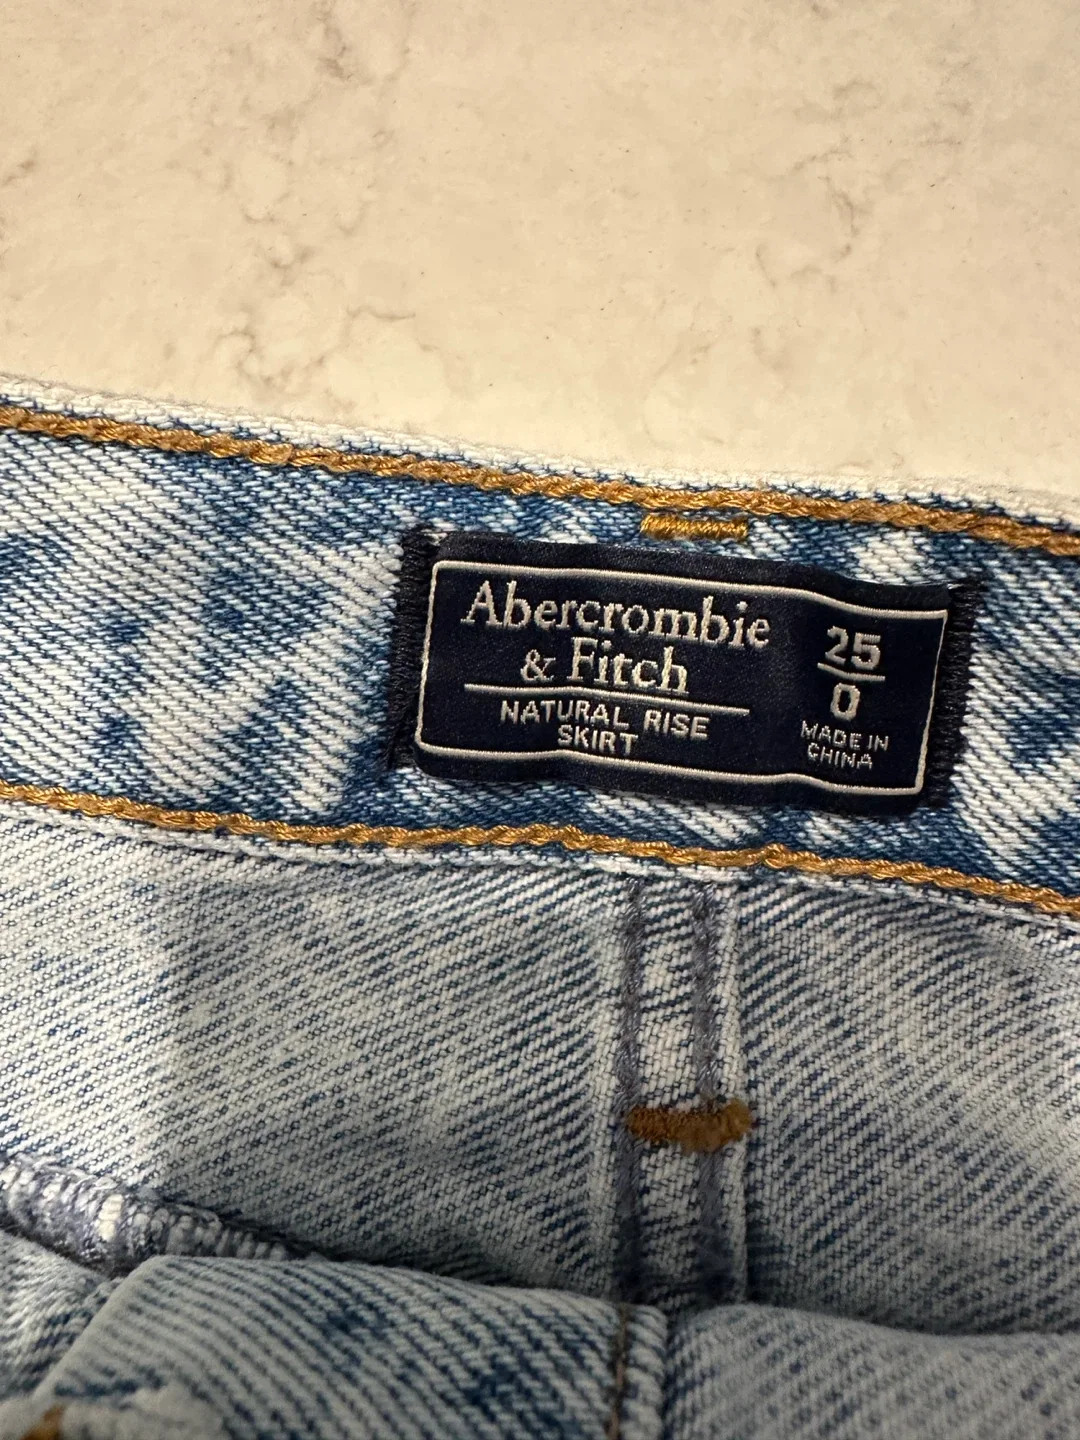 Abercrombie
& Fitch
NATURAL RISE
SKIRT
25
0
MADE IN
CHINA